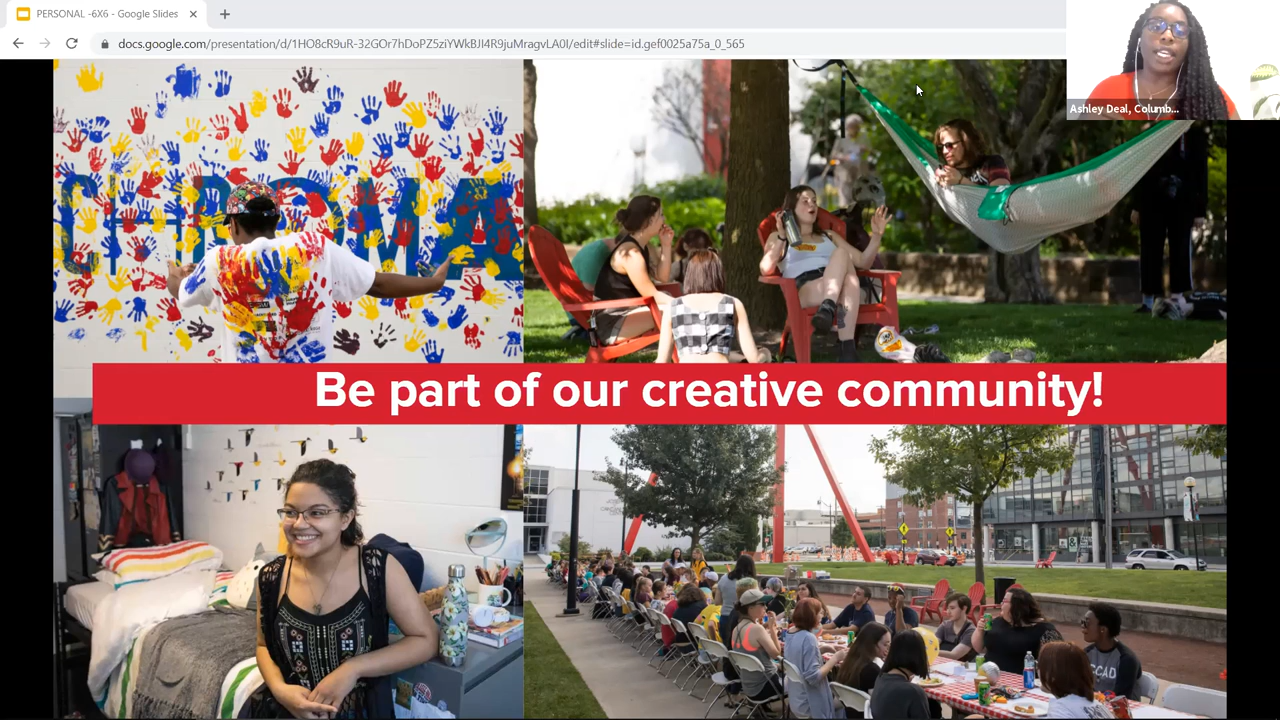 PERSONAL -6X6 - Google Slides
docs.google.com/presentation/d/1HO8cR9uR-32GOr7hDoPZ5ziYWkBJI4R9juMragvLA0I/edit#slide=id.gef0025a75a_0_565
Ashley Deal, Columb...
CHROMA
Be part of our creative community!
CCAD